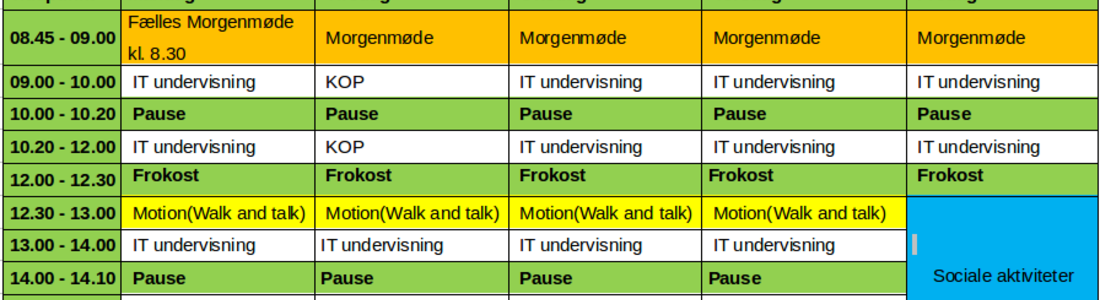 08.45 - 09.00 Fælles Morgenmøde kl. 8.30 Morgenmøde Morgenmøde Morgenmøde Morgenmøde
09.00 - 10.00 IT undervisning KOP IT undervisning IT undervisning IT undervisning
10.00 - 10.20 Pause Pause Pause Pause Pause
10.20 - 12.00 IT undervisning KOP IT undervisning IT undervisning IT undervisning
12.00 - 12.30 Frokost Frokost Frokost Frokost Frokost
12.30 - 13.00 Motion(Walk and talk) Motion(Walk and talk) Motion(Walk and talk) Motion(Walk and talk)
13.00 - 14.00 IT undervisning IT undervisning IT undervisning IT undervisning
14.00 - 14.10 Pause Pause Pause Pause Sociale aktiviteter